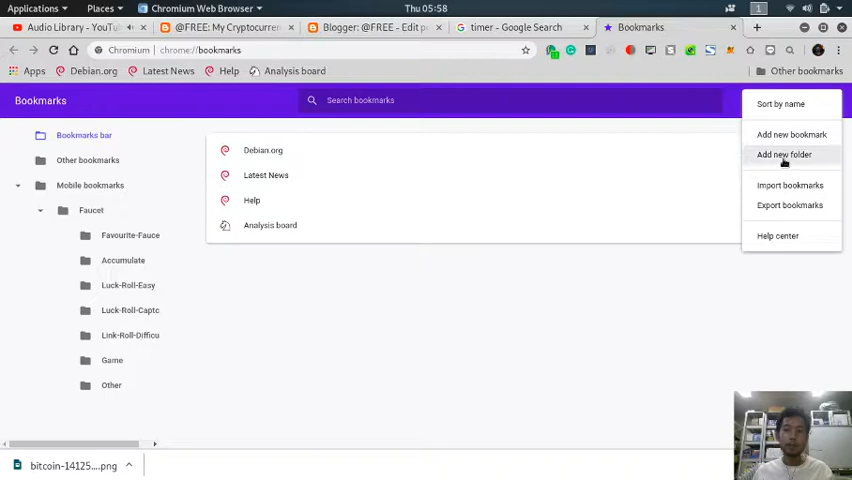 Applications Places Chromium Web Browser Thu 05:58 1
Audio Library - YouTu @FREE: My Cryptocurren Blogger: @FREE - Edit po timer - Google Search Bookmarks
Chromium | chrome://bookmarks
Apps Debian.org Latest News Help Analysis board Other bookmarks
Bookmarks Search bookmarks
Sort by name
Add new bookmark
Add new folder
Import bookmarks
Export bookmarks
Help center
Bookmarks bar
Other bookmarks
Mobile bookmarks
Faucet
Favourite-Fauce
Accumulate
Luck-Roll-Easy
Luck-Roll-Captc
Link-Roll-Difficu
Game
Other
Debian.org
Latest News
Help
Analysis board
bitcoin-14125....png